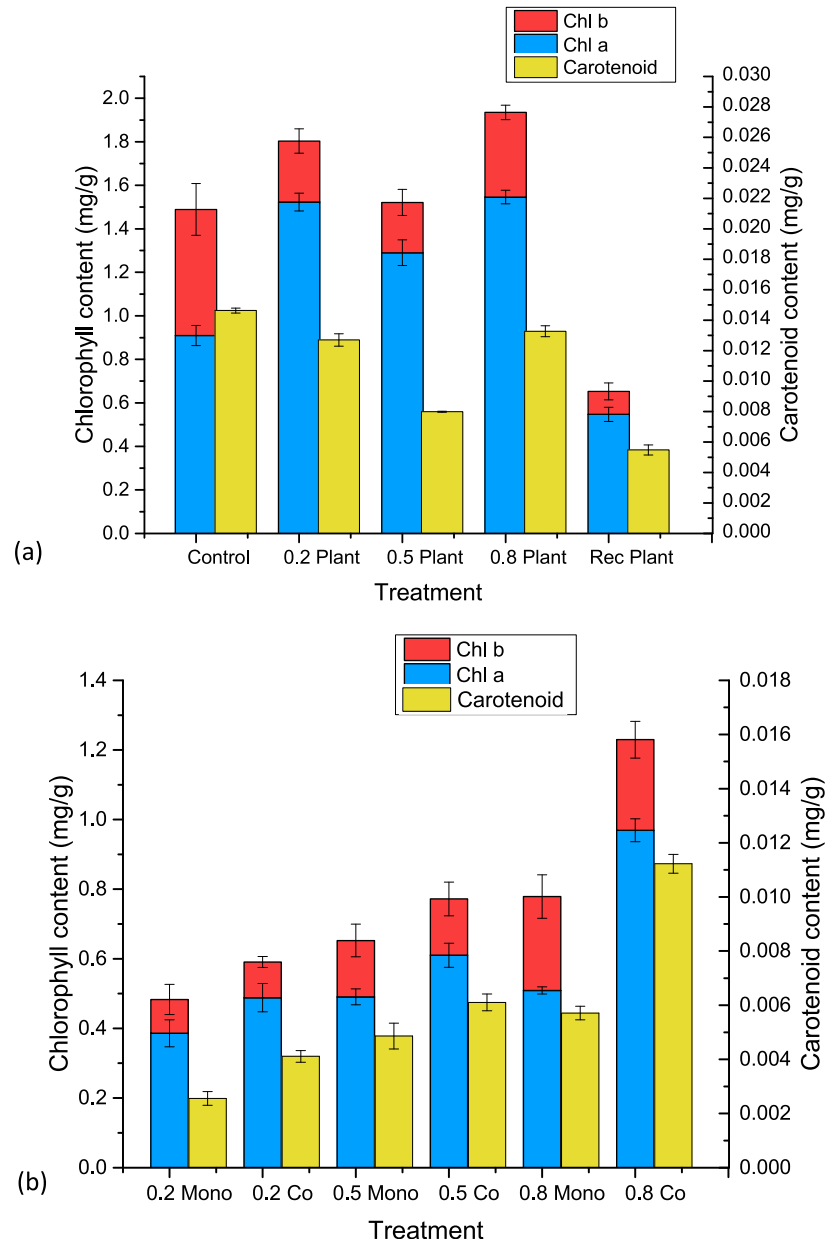 Chl b
Chl a
Carotenoid
2.0
1.8
1.6
1.4
1.2
1.0
0.8
0.6
0.4
0.2
0.0
Chlorophyll content (mg/g)
0.030
0.028
0.026
0.024
0.022
0.020
0.018
0.016
0.014
0.012
0.010
0.008
0.006
0.004
0.002
0.000
Carotenoid content (mg/g)
Control 0.2 Plant 0.5 Plant 0.8 Plant Rec Plant
(a)
Treatment
Chl b
Chl a
Carotenoid
1.4
1.2
1.0
0.8
0.6
0.4
0.2
0.0
Chlorophyll content (mg/g)
0.018
0.016
0.014
0.012
0.010
0.008
0.006
0.004
0.002
0.000
Carotenoid content (mg/g)
(b)
0.2 Mono 0.2 Co 0.5 Mono 0.5 Co 0.8 Mono 0.8 Co
Treatment